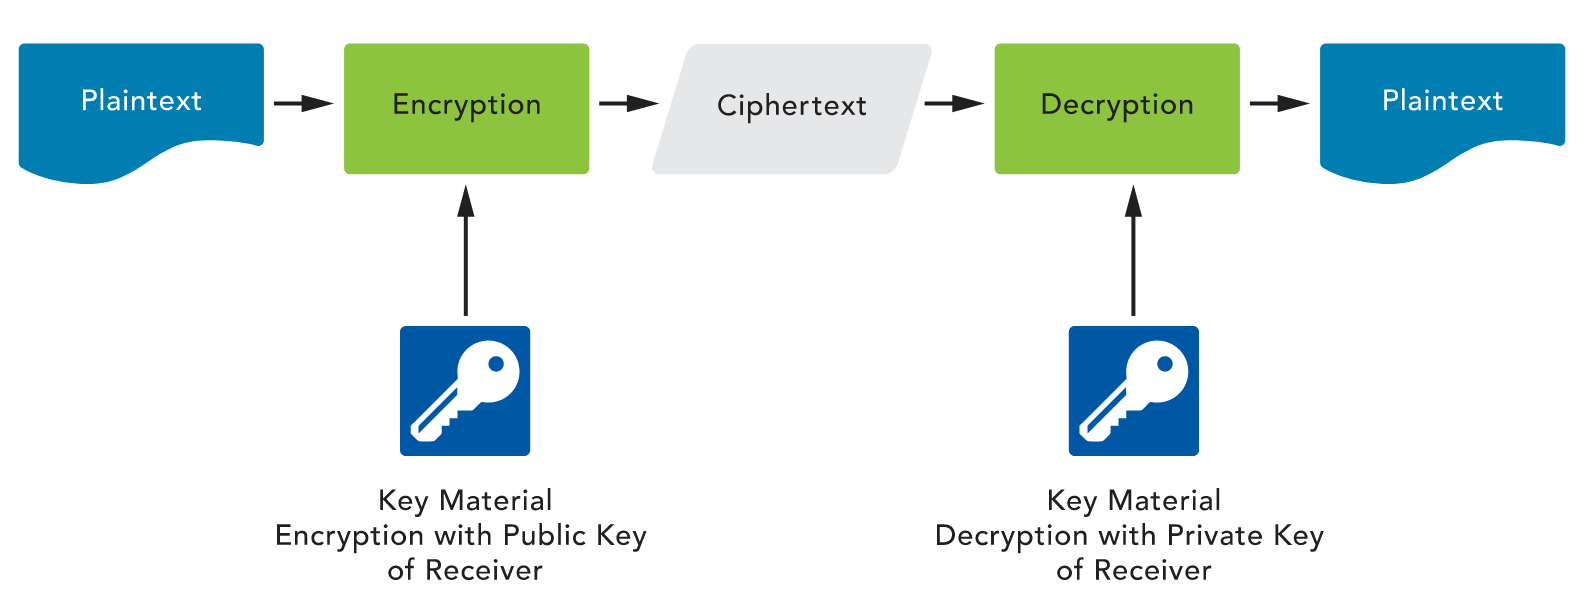 Plaintext
Encryption
Ciphertext
Decryption
Plaintext
Key Material
Encryption with Public Key
of Receiver
Key Material
Decryption with Private Key
of Receiver